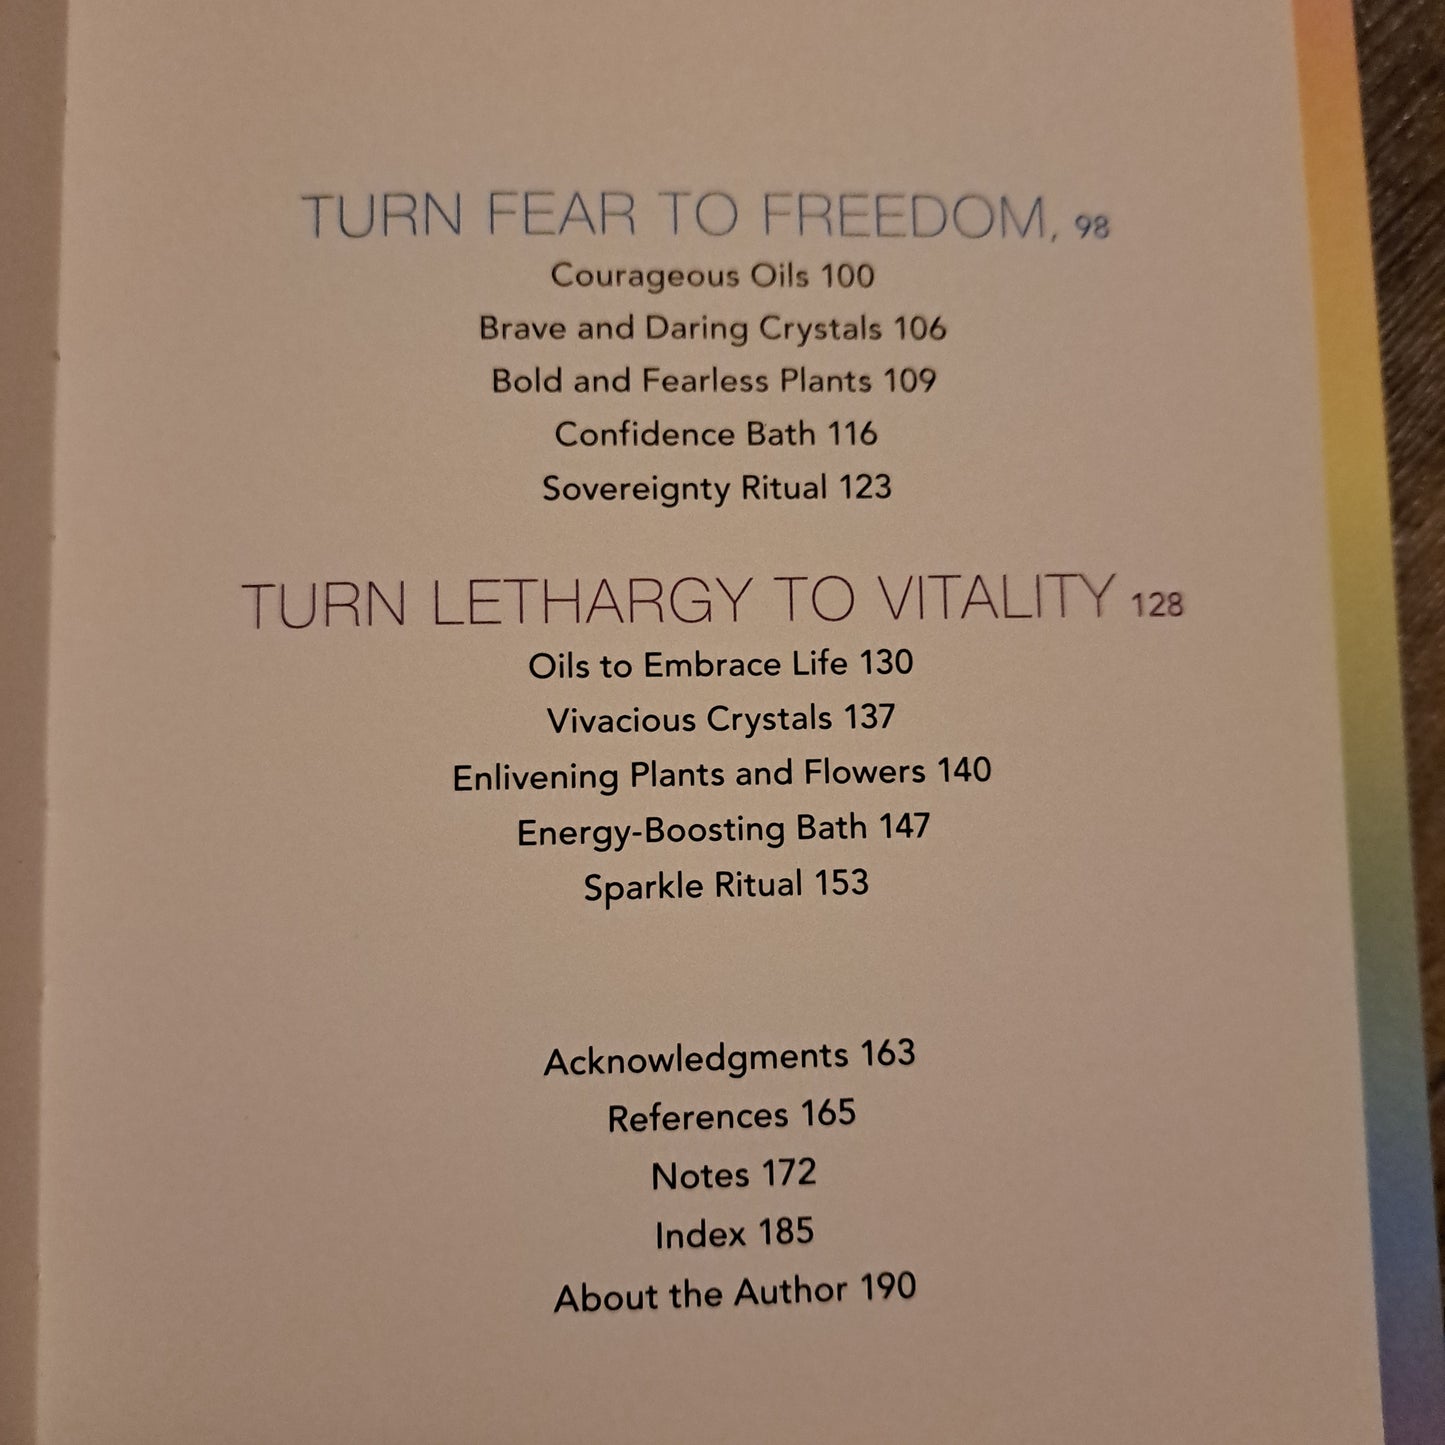 TURN FEAR TO FREEDOM, 98
Courageous Oils 100
Brave and Daring Crystals 106
Bold and Fearless Plants 109
Confidence Bath 116
Sovereignty Ritual 123
TURN LETHARGY TO VITALITY 128
Oils to Embrace Life 130
Vivacious Crystals 137
Enlivening Plants and Flowers 140
Energy-Boosting Bath 147
Sparkle Ritual 153
Acknowledgments 163
References 165
Notes 172
Index 185
About the Author 190